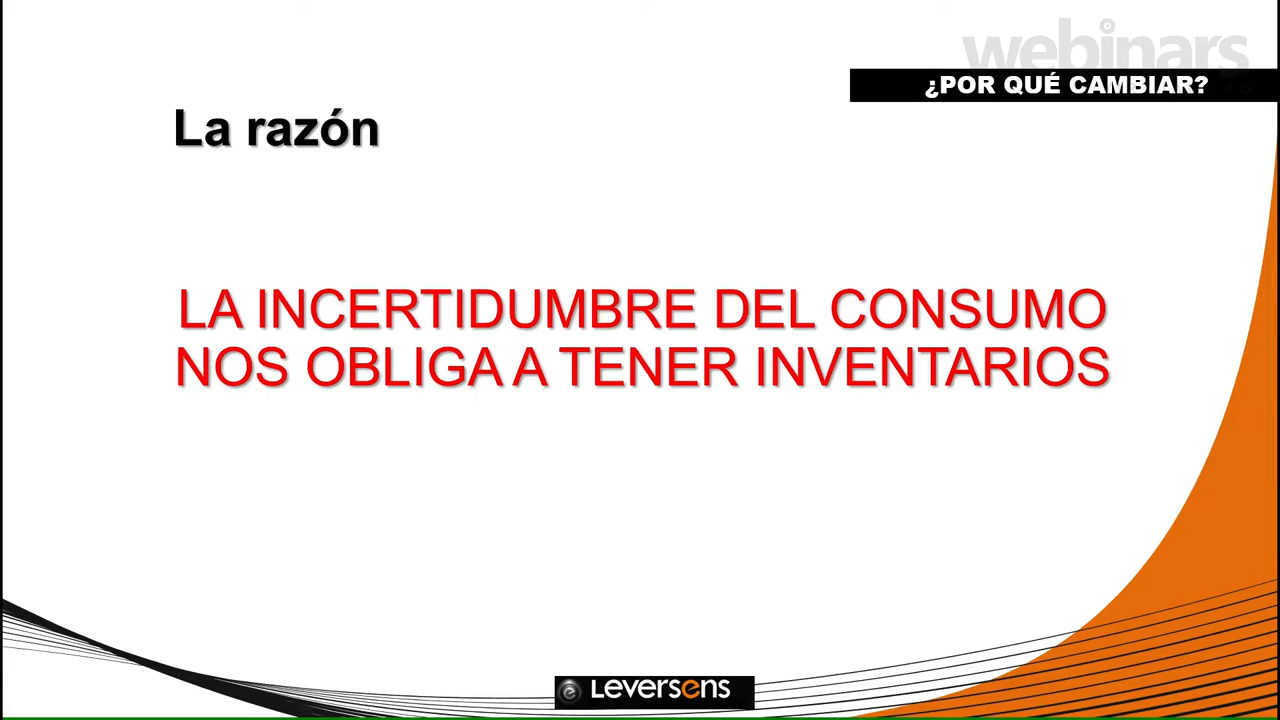 webinars
¿POR QUÉ CAMBIAR?
La razón
LA INCERTIDUMBRE DEL CONSUMO
NOS OBLIGA A TENER INVENTARIOS
e Leversens